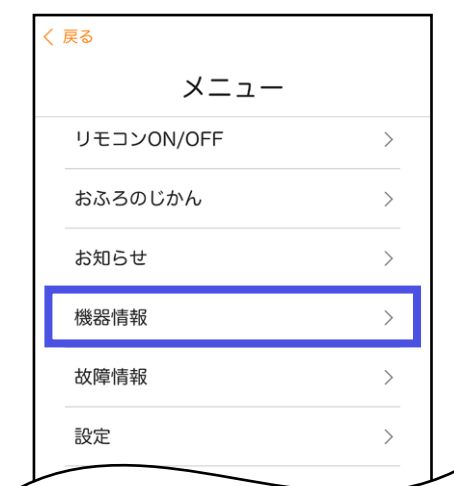 戻る
メニュー
リモコンON/OFF
おふろのじかん
お知らせ
機器情報
故障情報
設定